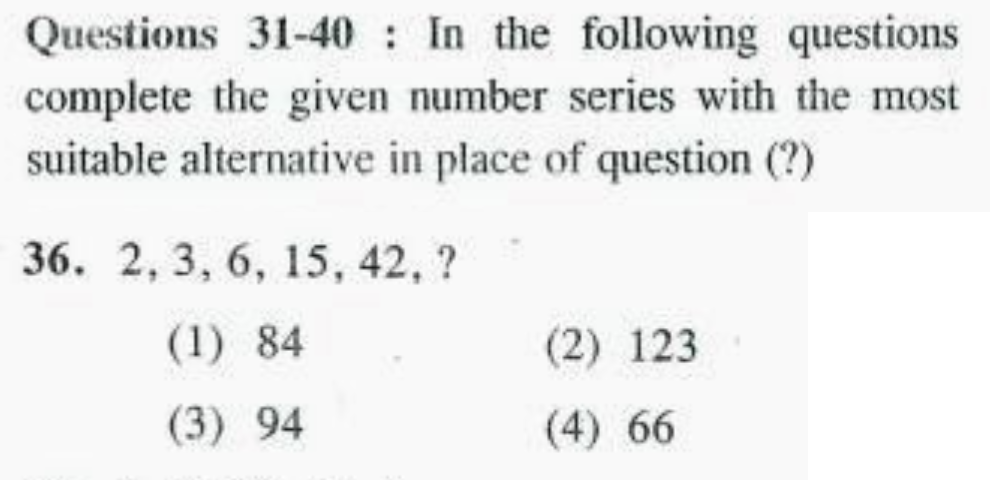 Questions 31-40 : In the following questions
complete the given number series with the most
suitable alternative in place of question (?)
36. 2, 3, 6, 15, 42, ?
(1) 84 (2) 123
(3) 94 (4) 66